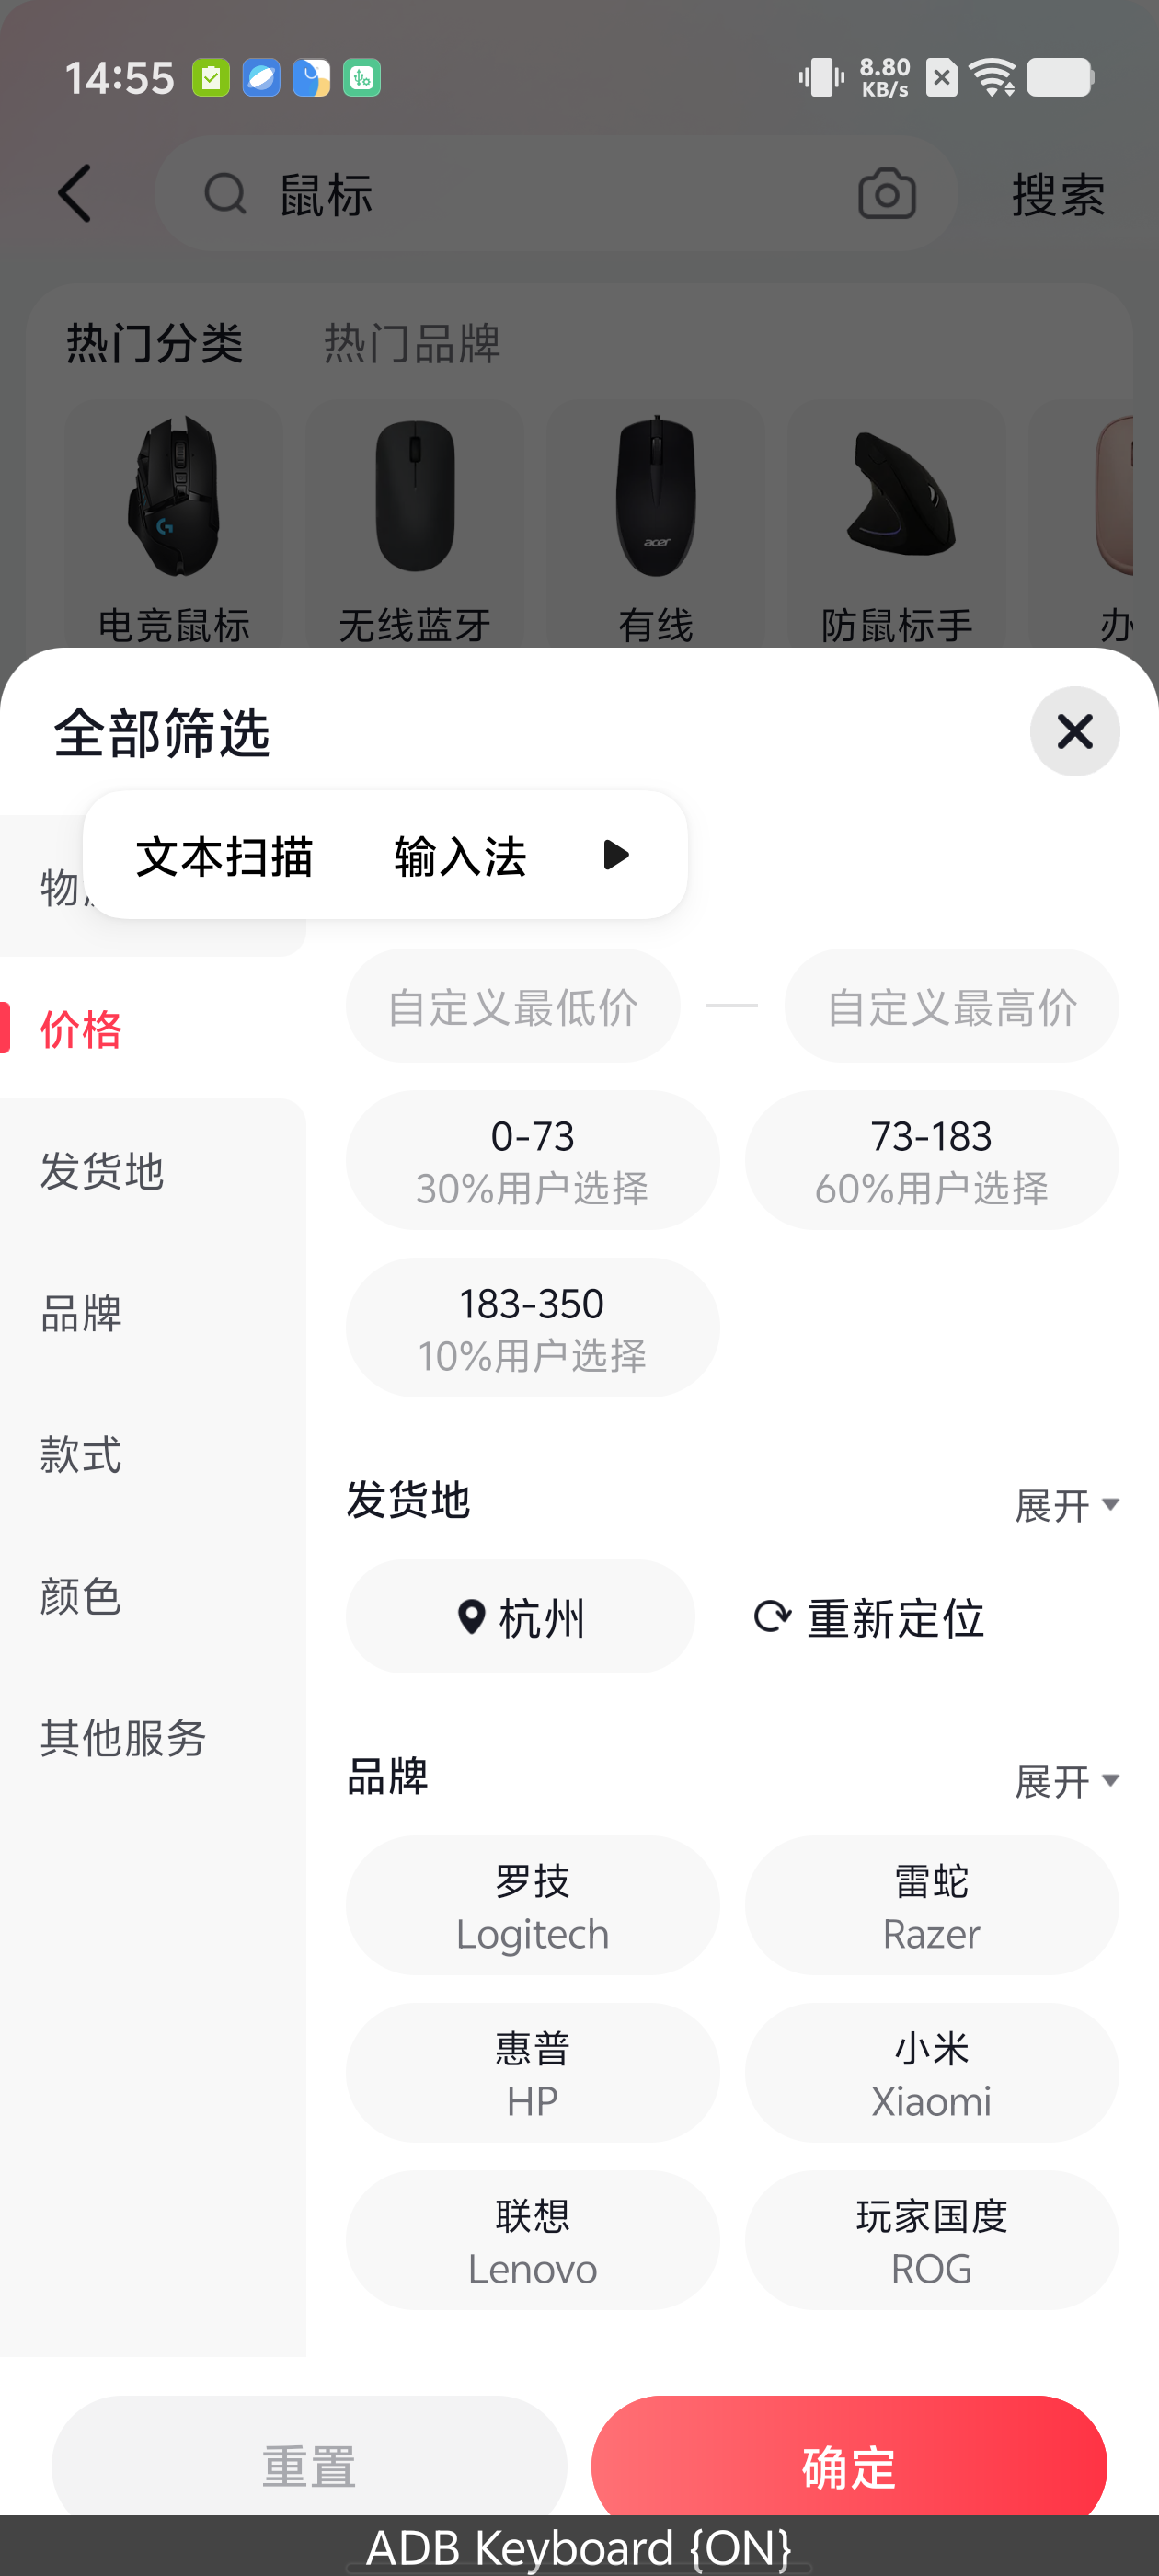 14:55
8.80
KB/s
鼠标
搜索
热门分类
热门品牌
acer
电竞鼠标
无线蓝牙
有线
防鼠标手
办
全部筛选
文本扫描
输入法
物
价格
发货地
品牌
款式
颜色
其他服务
自定义最低价
自定义最高价
0-73
30%用户选择
73-183
60%用户选择
183-350
10%用户选择
发货地
展开
杭州
重新定位
品牌
展开
罗技
Logitech
雷蛇
Razer
惠普
HP
小米
Xiaomi
联想
Lenovo
玩家国度
ROG
重置
确定
ADB Keyboard {ON}